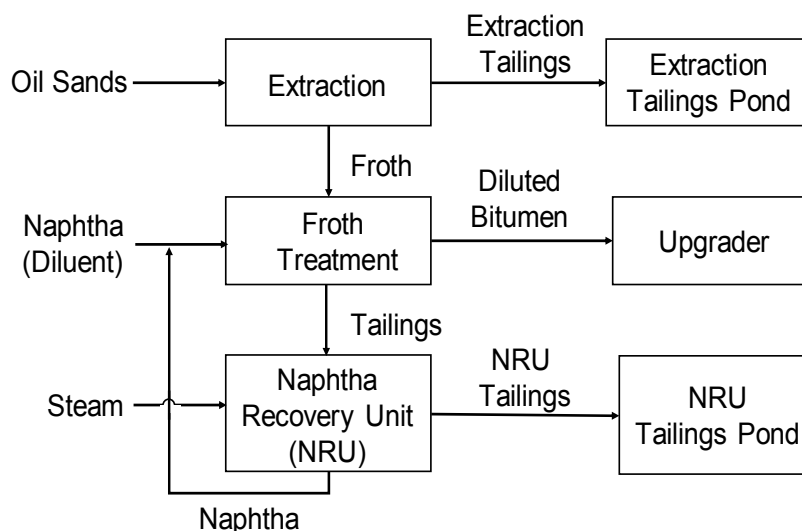 Oil Sands
Extraction
Extraction
Tailings
Extraction
Tailings Pond
Froth
Naphtha
(Diluent)
Froth
Treatment
Diluted
Bitumen
Upgrader
Tailings
Steam
Naphtha
Recovery Unit
(NRU)
NRU
Tailings
NRU
Tailings Pond
Naphtha